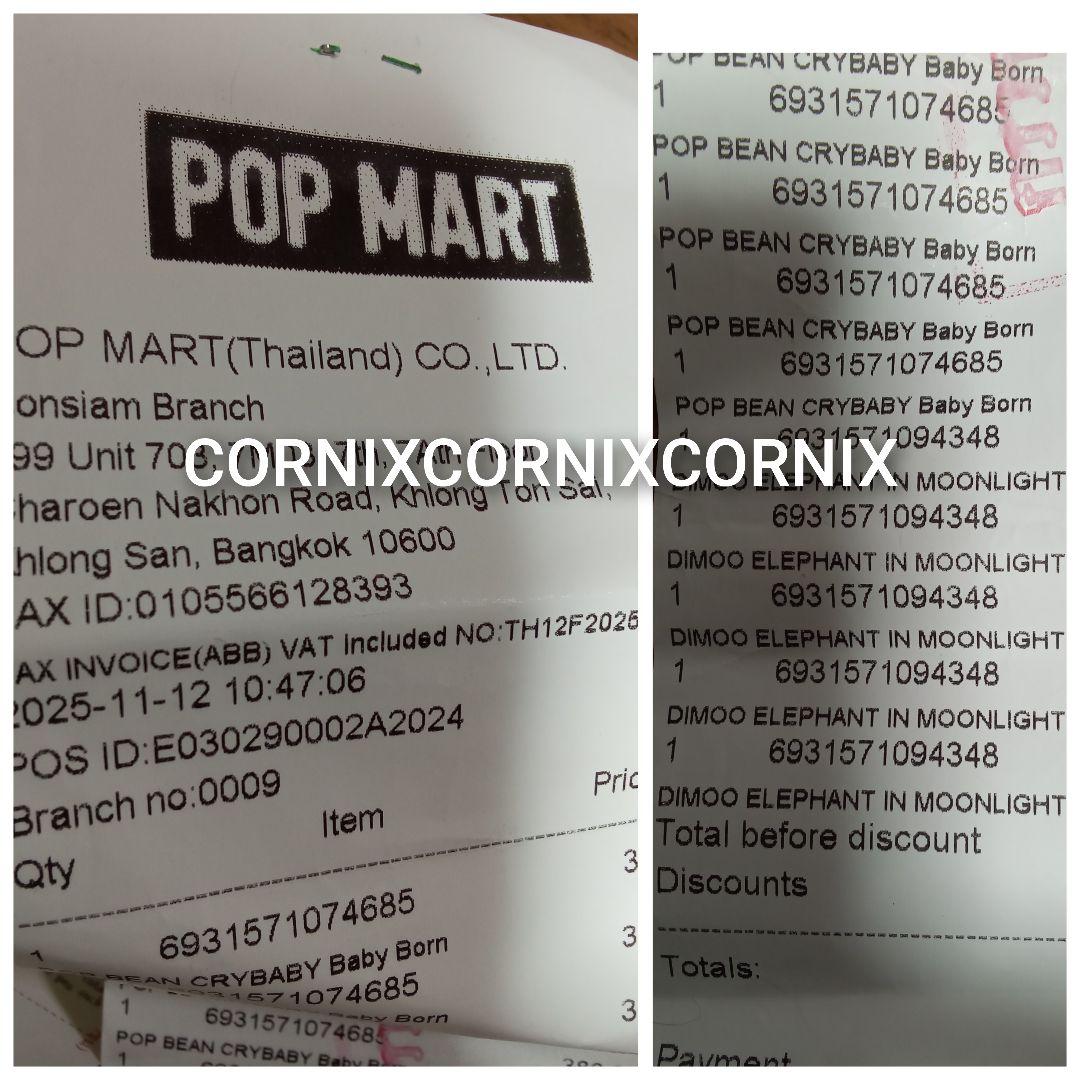 POP MART
OP MART(Thailand) CO.,LTD.
onsiam Branch
99 Unit
CORNIXCORNIXCORNIX
haroen Nakhon Road, Khlong Ton Sai,
hlong San, Bangkok 10600
AX ID:0105566128393
AX INVOICE(ABB) VAT Included NO:TH12F2025
2025-11-12 10:47:06
POS ID:E030290002A2024
Branch no:0009
Item Pric
Qty
3
1 6931571074685
3
BEAN CRYBABY Baby Born
1074685
3
Baby Born
1 6931571074685
POP BEAN CRYBABY Baby
1
POP BEAN CRYBABY Baby Born
1 6931571074685
POP BEAN CRYBABY Baby Born
1 6931571074685
POP BEAN CRYBABY Baby Born
1 6931571074685
POP BEAN CRYBABY Baby Born
1 6931571074685
POP BEAN CRYBABY Baby Born
1 6931571094348
DIMOO ELEPHANT IN MOONLIGHT
1 6931571094348
DIMOO ELEPHANT IN MOONLIGHT
1 6931571094348
DIMOO ELEPHANT IN MOONLIGHT
1 6931571094348
DIMOO ELEPHANT IN MOONLIGHT
1 6931571094348
DIMOO ELEPHANT IN MOONLIGHT
Total before discount
Discounts
Totals:
Payment